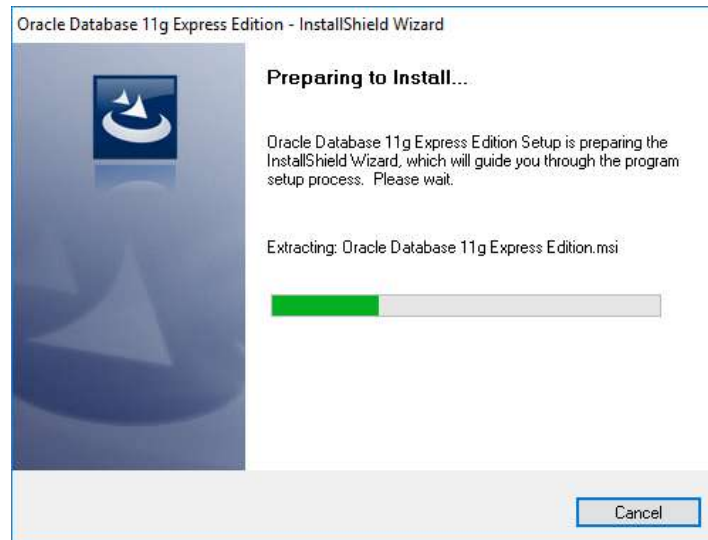 Oracle Database 11g Express Edition - InstallShield Wizard
Preparing to Install...
Oracle Database 11g Express Edition Setup is preparing the
InstallShield Wizard, which will guide you through the program
setup process. Please wait.
Extracting: Oracle Database 11g Express Edition.msi
Cancel